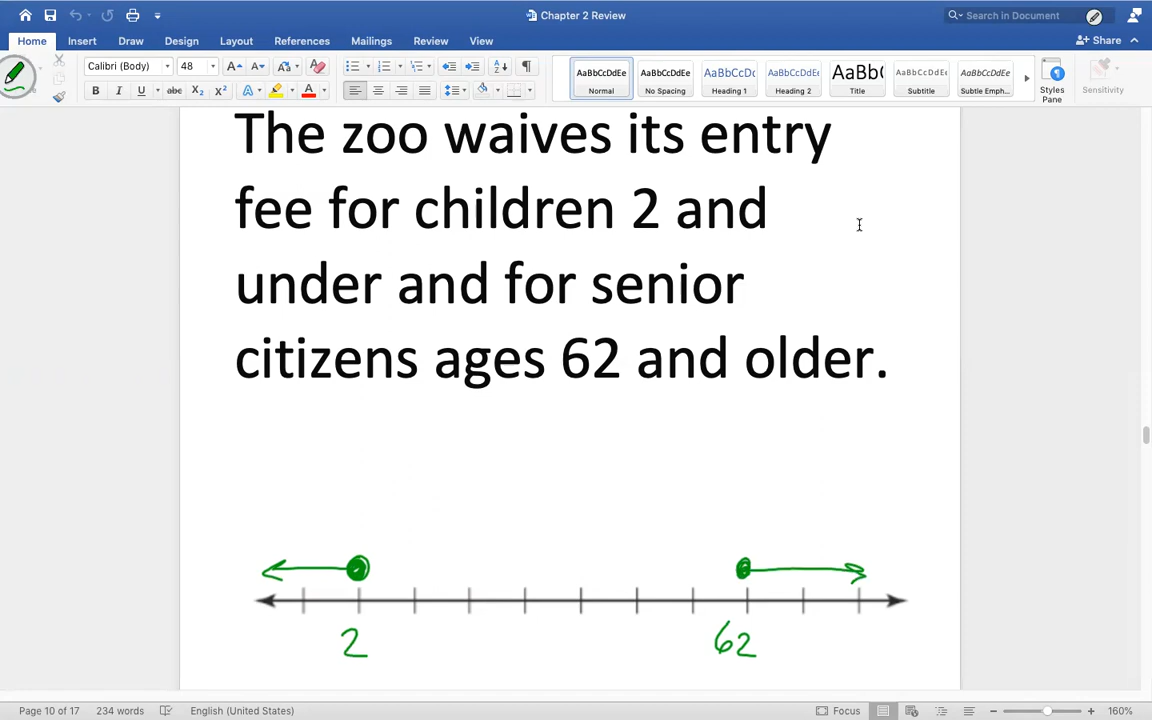 Chapter 2 Review
Search in Document
Home Insert Draw Design Layout References Mailings Review View
Share
Calibri (Body) 48
AaBbCcDdEe AaBbCcDdEe AaBbCcDc AaBbCcDdEe AaBb( AaBbCcDdEe AaBbCcDdEe
Normal No Spacing Heading 1 Heading 2 Title Subtitle Subtle Emph...
Styles Pane
Sensitivity
B I U abc X₂ X² A A
The zoo waives its entry
fee for children 2 and
under and for senior
citizens ages 62 and older.
2 62
Page 10 of 17 234 words English (United States) Focus 160%